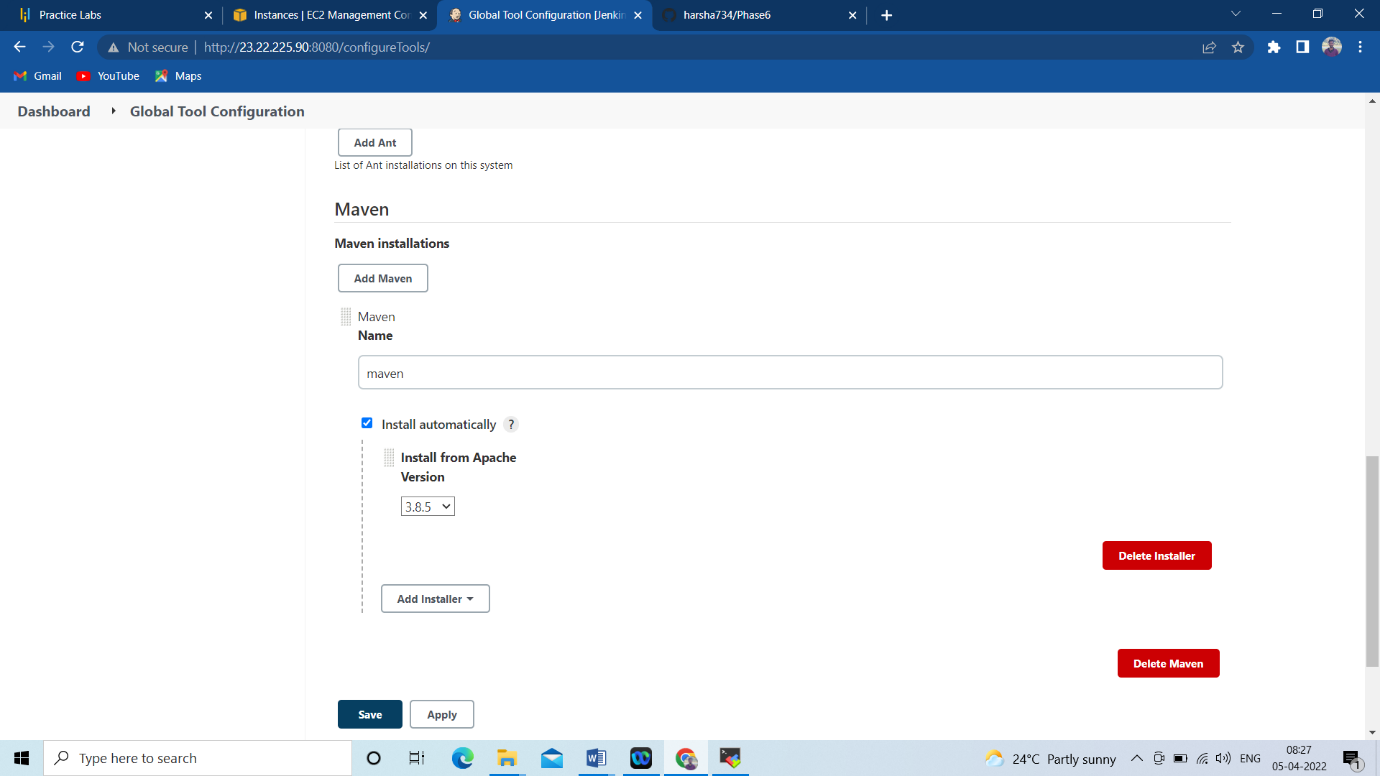 Practice Labs
Instances | EC2 Management Con
Global Tool Configuration [Jenkin
harsha734/Phase6
Not secure
http://23.22.225.90:8080/configureTools/
Gmail
YouTube
Maps
Dashboard
Global Tool Configuration
Add Ant
List of Ant installations on this system
Maven
Maven installations
Add Maven
Maven
Name
maven
Install automatically ?
Install from Apache
Version
3.8.5
Delete Installer
Add Installer
Delete Maven
Save
Apply
Type here to search
24°C Partly sunny
ENG
08:27
05-04-2022
1